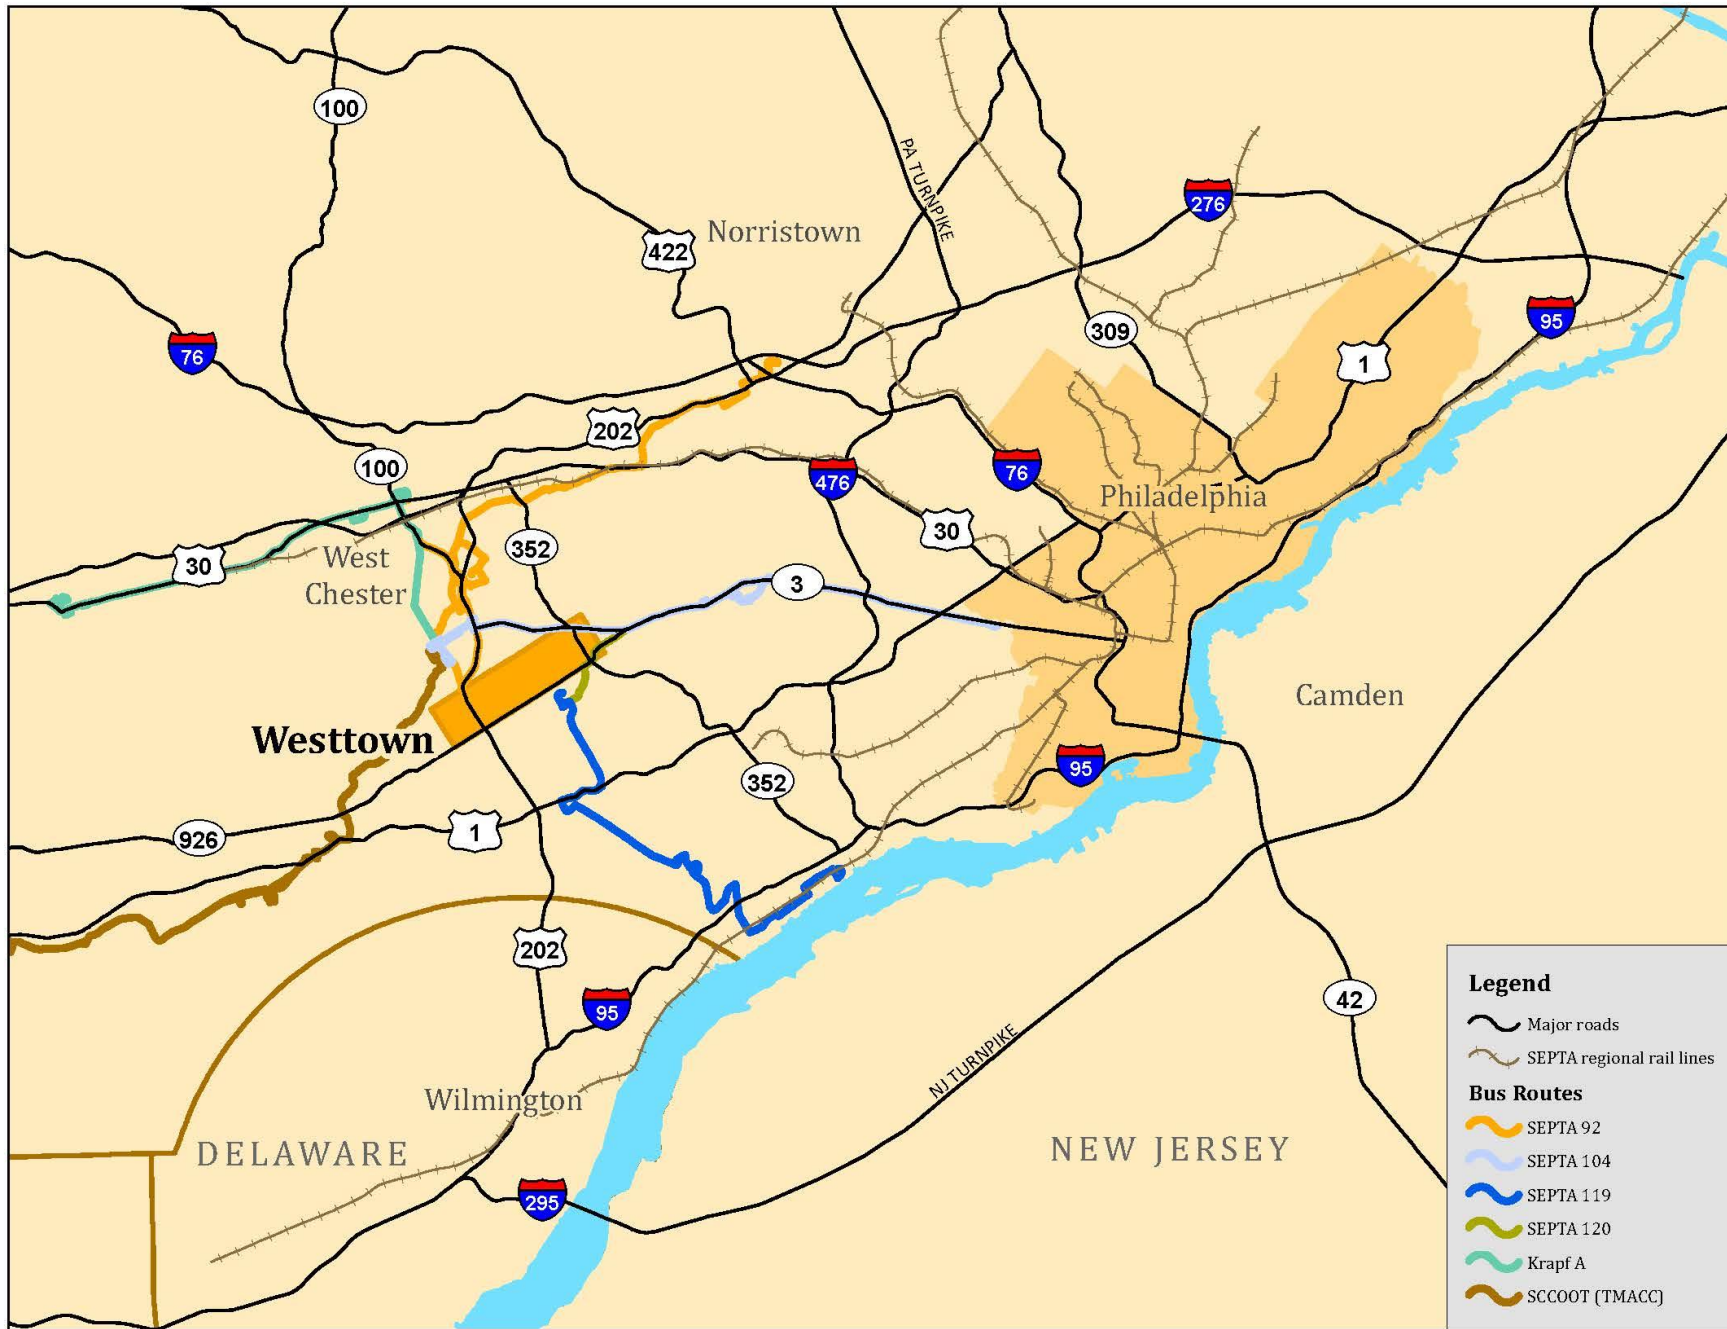 100
PA TURNPIKE
276
422
Norristown
309
95
76
1
202
100
476
76
Philadelphia
30
352
30
West
Chester
3
Camden
Westtown
95
352
926
1
202
95
42
NJ TURNPIKE
Wilmington
DELAWARE
NEW JERSEY
295
Legend
Major roads
SEPTA regional rail lines
Bus Routes
SEPTA 92
SEPTA 104
SEPTA 119
SEPTA 120
Krapf A
SCCOOT (TMACC)